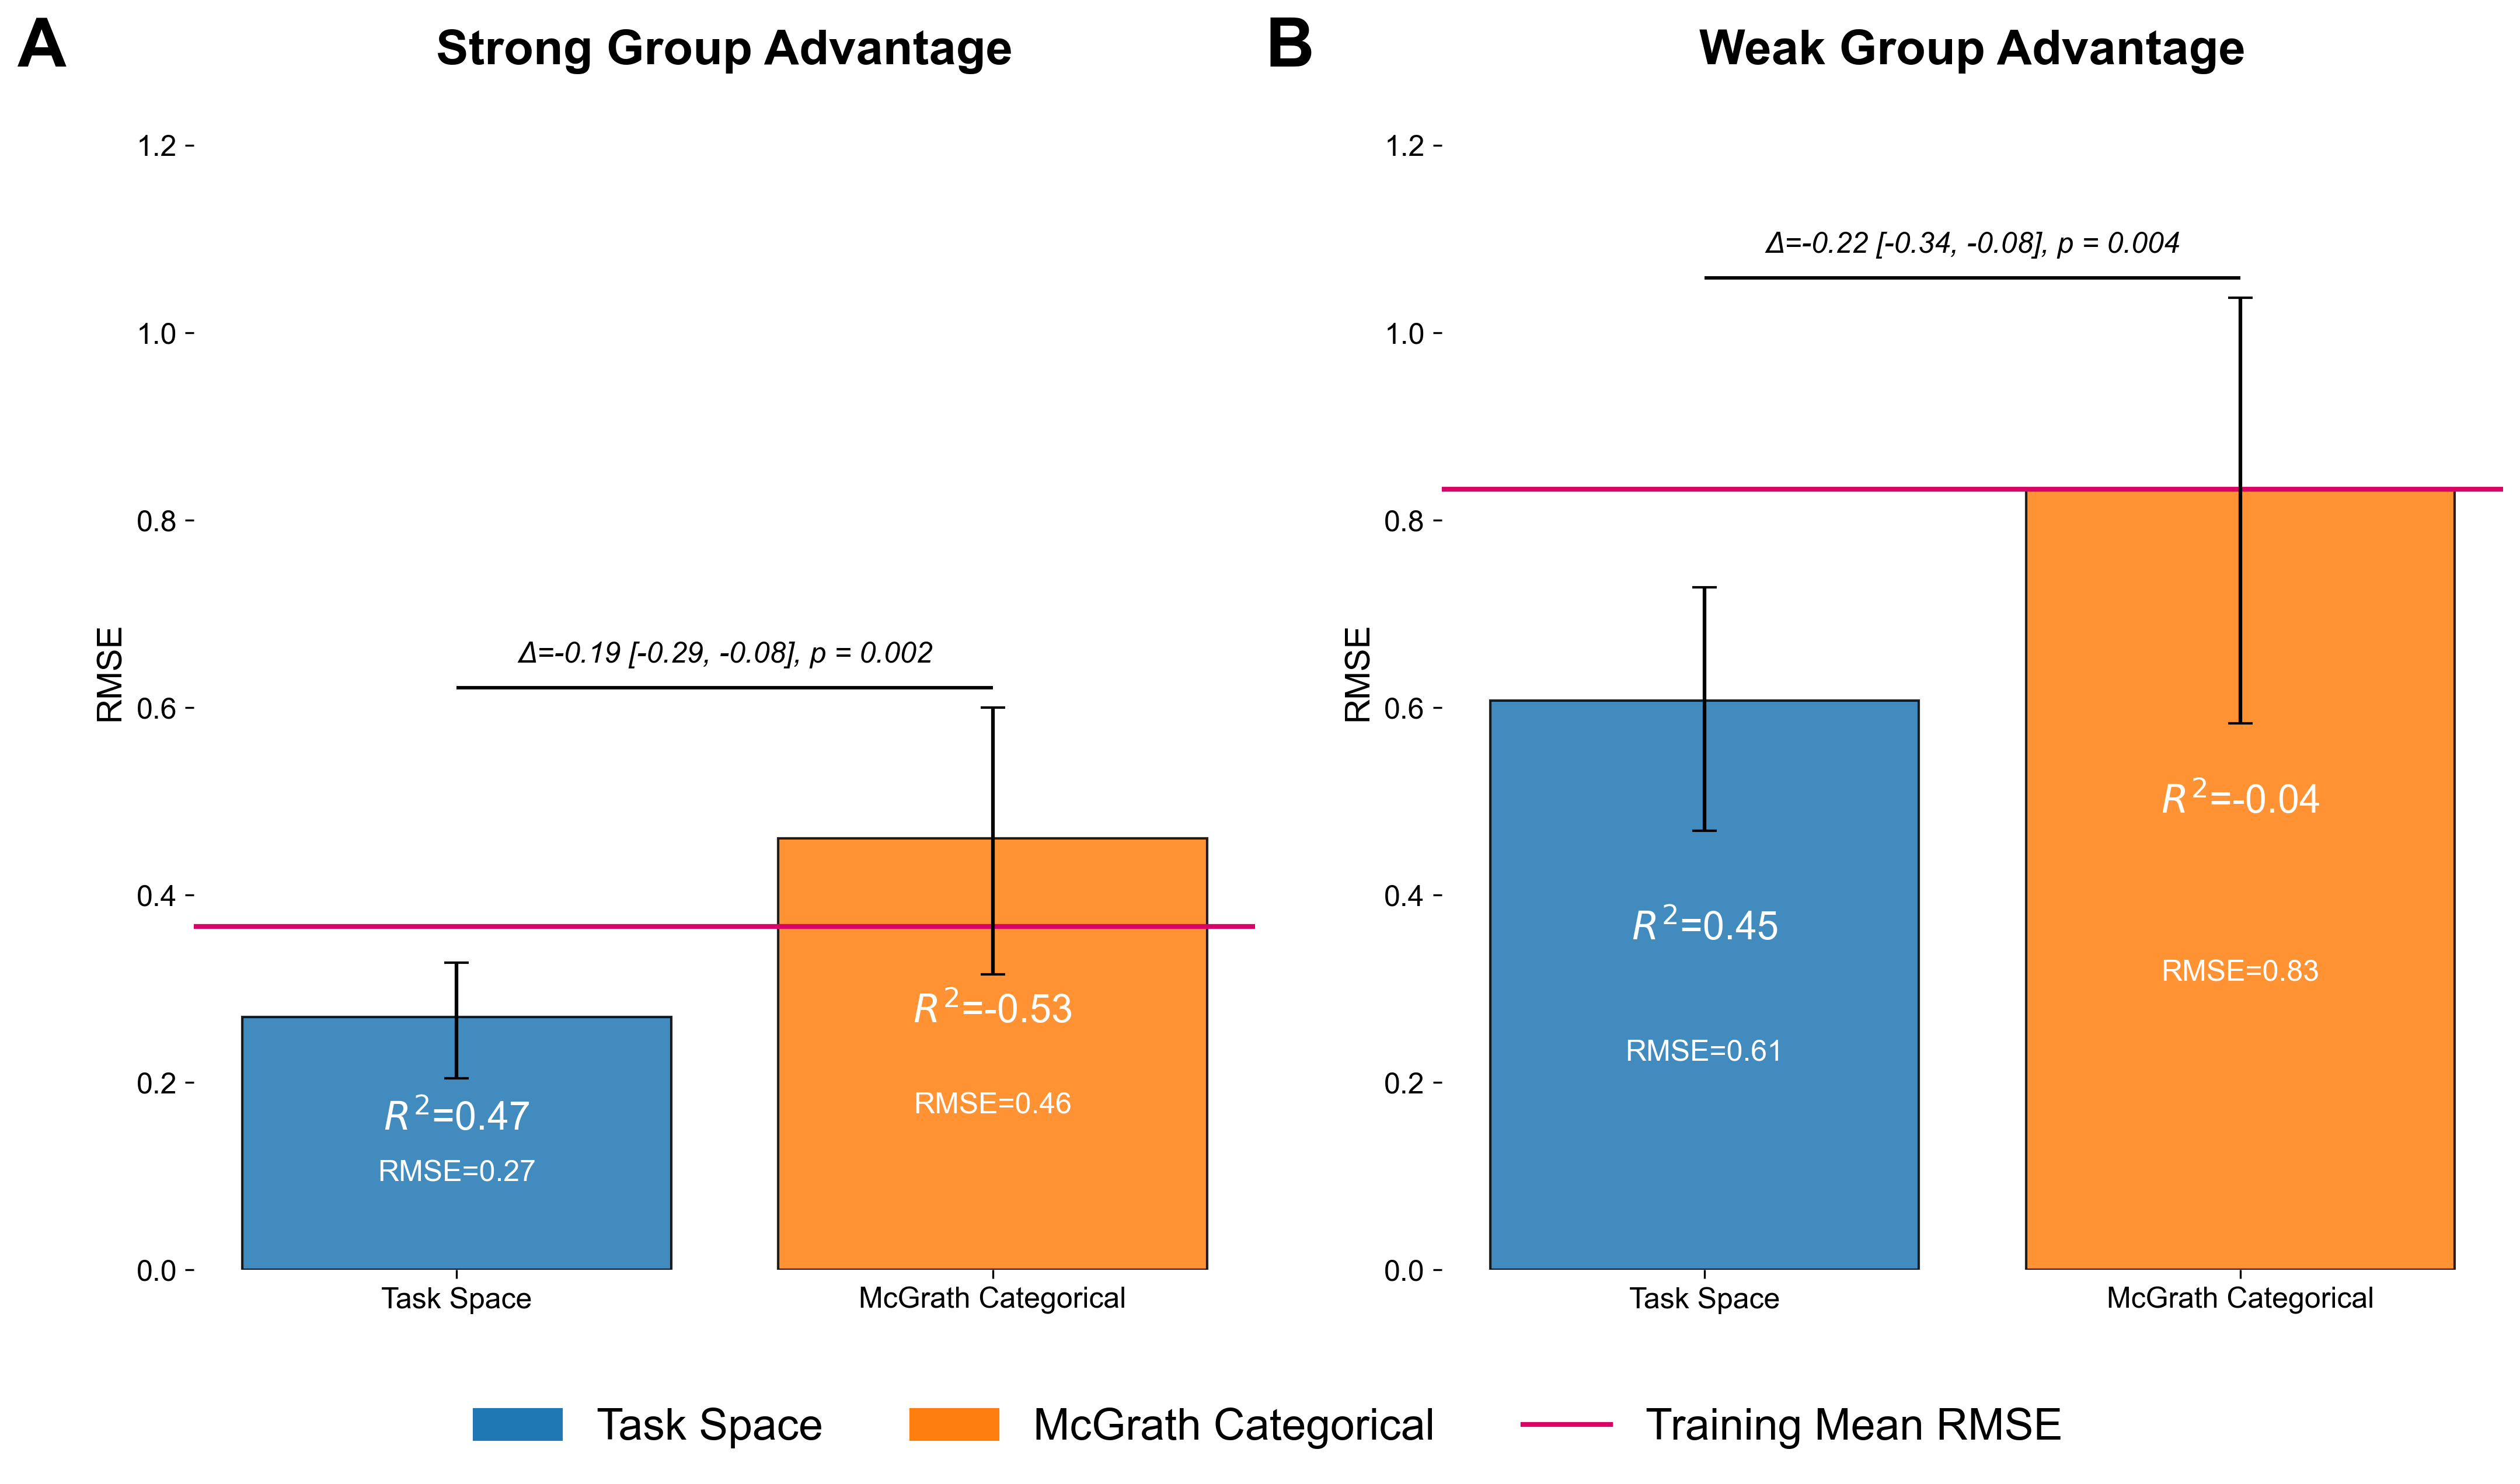 A
Strong Group Advantage
1.2
1.0
0.8
0.6
0.4
0.2
0.0
RMSE
Δ=-0.19 [-0.29, -0.08], p = 0.002
R²=0.47
RMSE=0.27
R²=-0.53
RMSE=0.46
Task Space
McGrath Categorical
B
Weak Group Advantage
1.2
1.0
0.8
0.6
0.4
0.2
0.0
RMSE
Δ=-0.22 [-0.34, -0.08], p = 0.004
R²=0.45
RMSE=0.61
R²=-0.04
RMSE=0.83
Task Space
McGrath Categorical
Task Space
McGrath Categorical
Training Mean RMSE